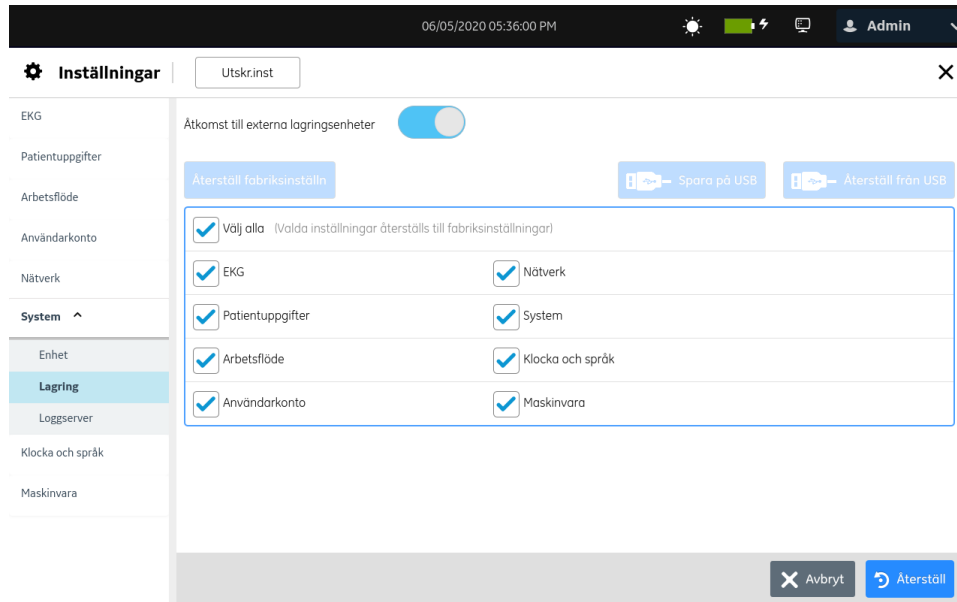 06/05/2020 05:36:00 PM
Admin
Inställningar
Utskr.inst
EKG
Patientuppgifter
Arbetsflöde
Användarkonto
Nätverk
System
Enhet
Lagring
Loggserver
Klocka och språk
Maskinvara
Åtkomst till externa lagringsenheter
Återställ fabriksinställn
Spara på USB
Återställ från USB
Välj alla (Valda inställningar återställs till fabriksinställningar)
EKG
Nätverk
Patientuppgifter
System
Arbetsflöde
Klocka och språk
Användarkonto
Maskinvara
Avbryt
Återställ